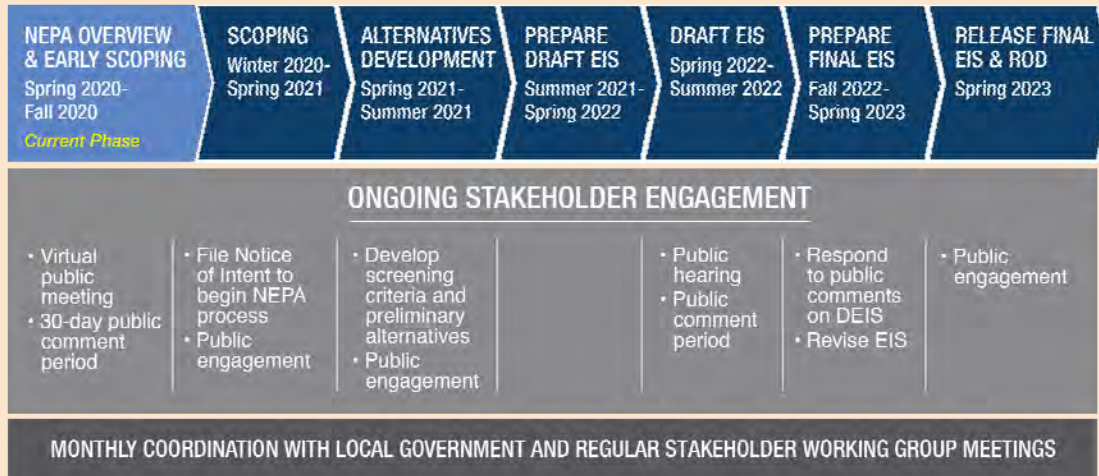 NEPA OVERVIEW
& EARLY SCOPING
Spring 2020-
Fall 2020
Current Phase
SCOPING
Winter 2020-
Spring 2021
ALTERNATIVES
DEVELOPMENT
Spring 2021-
Summer 2021
PREPARE
DRAFT EIS
Summer 2021-
Spring 2022
DRAFT EIS
Spring 2022-
Summer 2022
PREPARE
FINAL EIS
Fall 2022-
Spring 2023
RELEASE FINAL
EIS & ROD
Spring 2023
ONGOING STAKEHOLDER ENGAGEMENT
• Virtual
public
meeting
• 30-day public
comment
period
• File Notice
of Intent to
begin NEPA
process
• Public
engagement
• Develop
screening
criteria and
preliminary
alternatives
• Public
engagement
• Public
hearing
• Public
comment
period
• Respond
to public
comments
on DEIS
• Revise EIS
• Public
engagement
MONTHLY COORDINATION WITH LOCAL GOVERNMENT AND REGULAR STAKEHOLDER WORKING GROUP MEETINGS